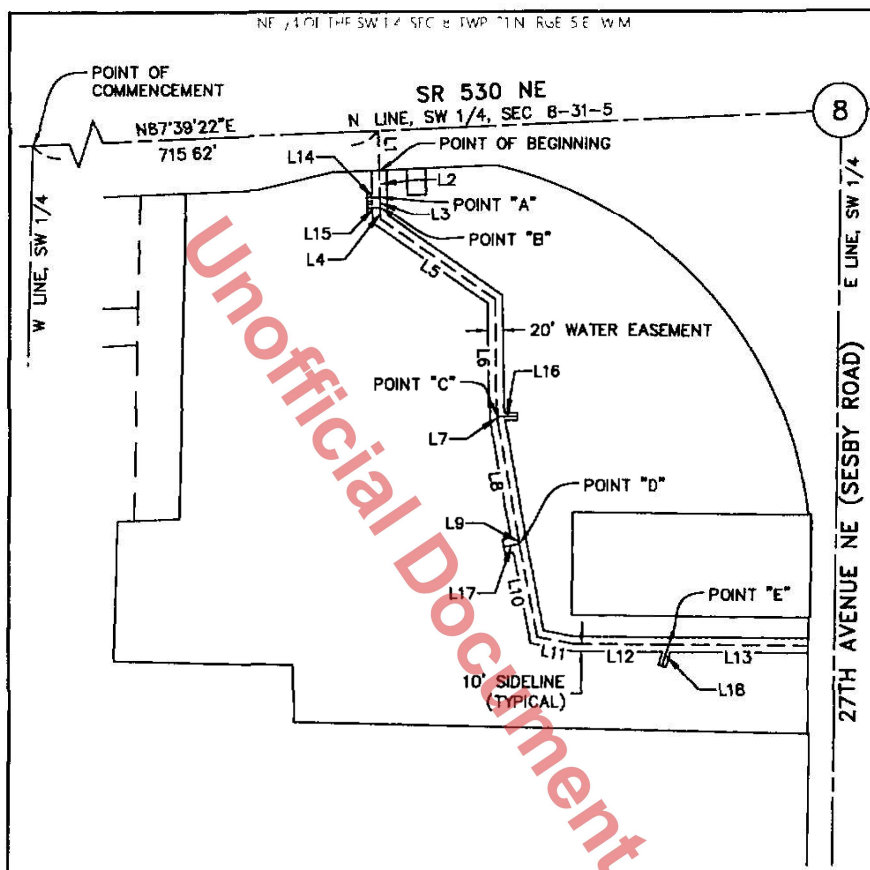 NE 1/4 OF THE SW 1/4 SEC 8 TWP 31 N RGE 5 E W M
POINT OF
COMMENCEMENT
SR 530 NE
N LINE, SW 1/4, SEC 8-31-5
8
N87°39'22"E
715 62'
L1
POINT OF BEGINNING
L14
L2
POINT "A"
L3
L15
POINT "B"
L4
L5
W LINE, SW 1/4
E LINE, SW 1/4
20' WATER EASEMENT
L6
POINT "C"
L16
L7
L8
POINT "D"
L9
L17
L10
POINT "E"
L11
L12
L13
L18
10' SIDELINE
(TYPICAL)
27TH AVENUE NE (SESBY ROAD)
Unofficial Document